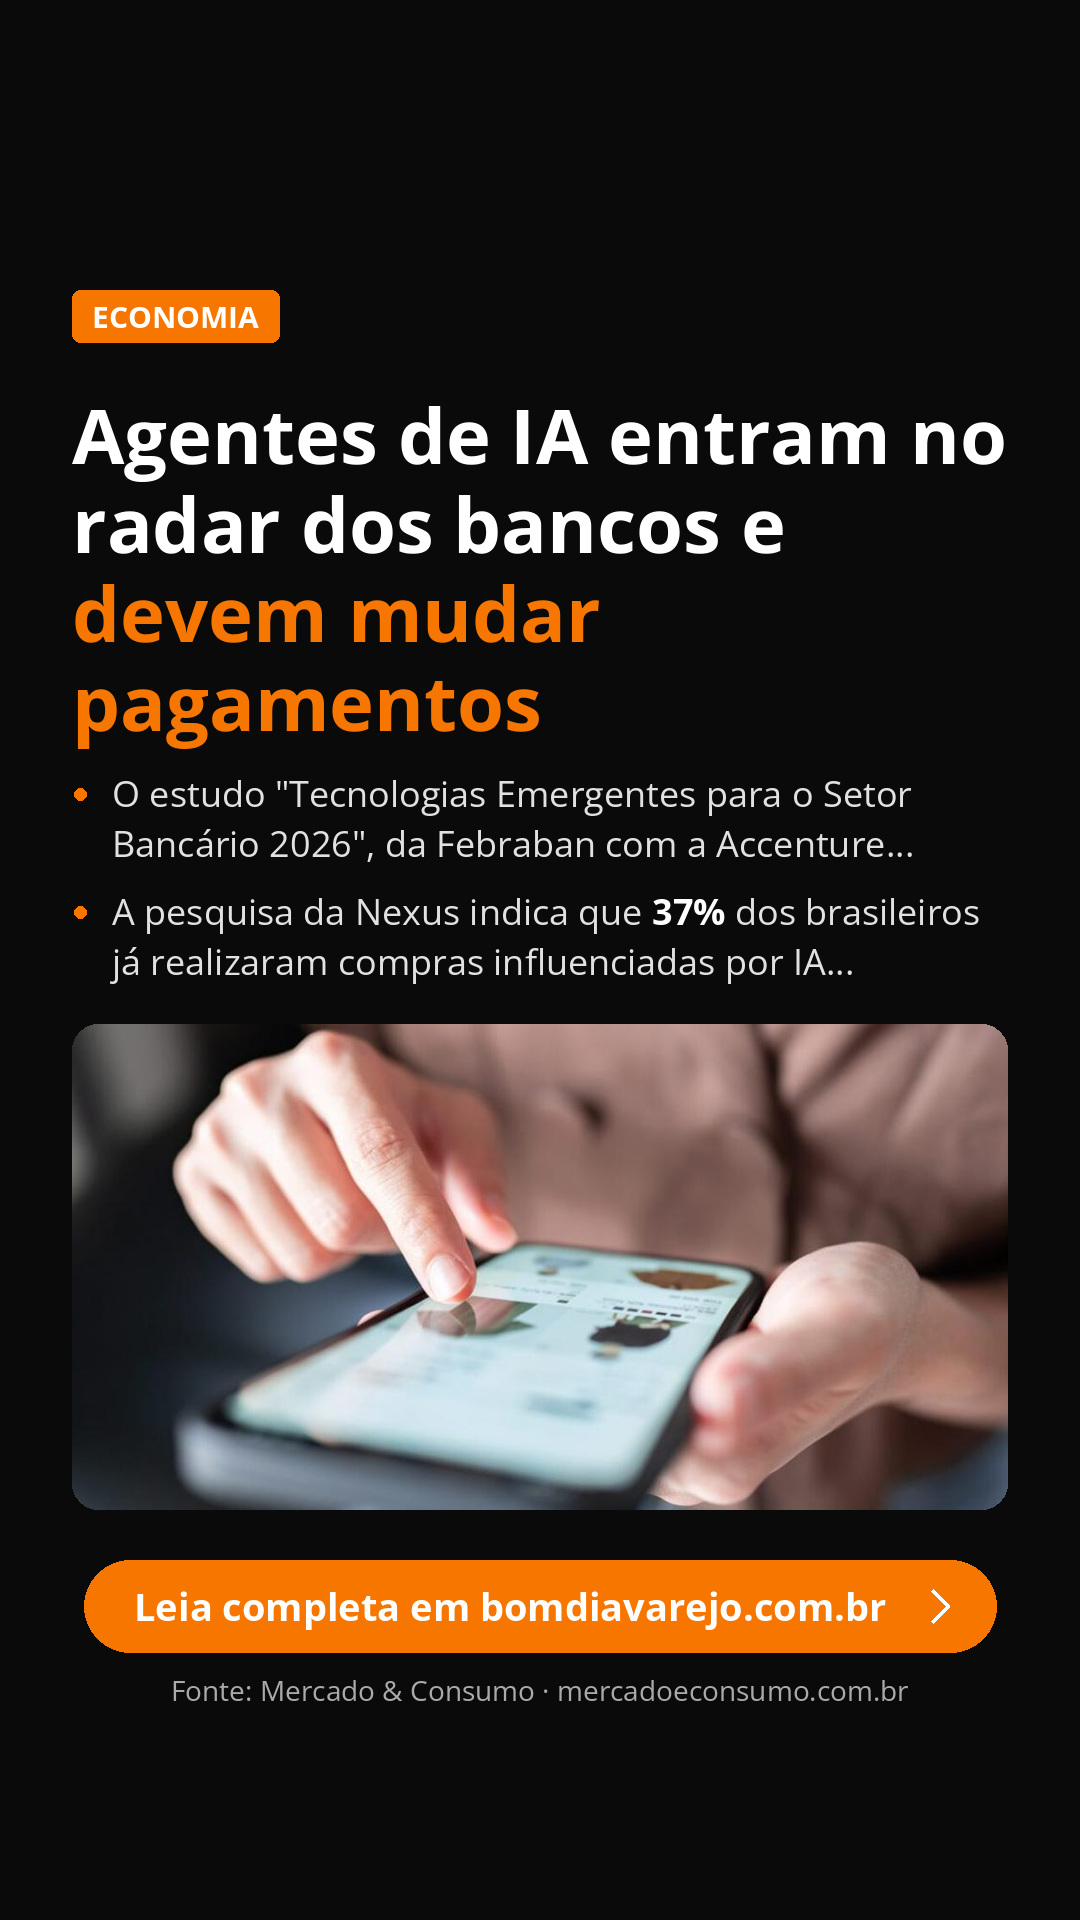 ECONOMIA
Agentes de IA entram no
radar dos bancos e
devem mudar
pagamentos
O estudo "Tecnologias Emergentes para o Setor
Bancário 2026", da Febraban com a Accenture...
A pesquisa da Nexus indica que 37% dos brasileiros
já realizaram compras influenciadas por IA...
Leia completa em bomdiavarejo.com.br
Fonte: Mercado & Consumo · mercadoeconsumo.com.br